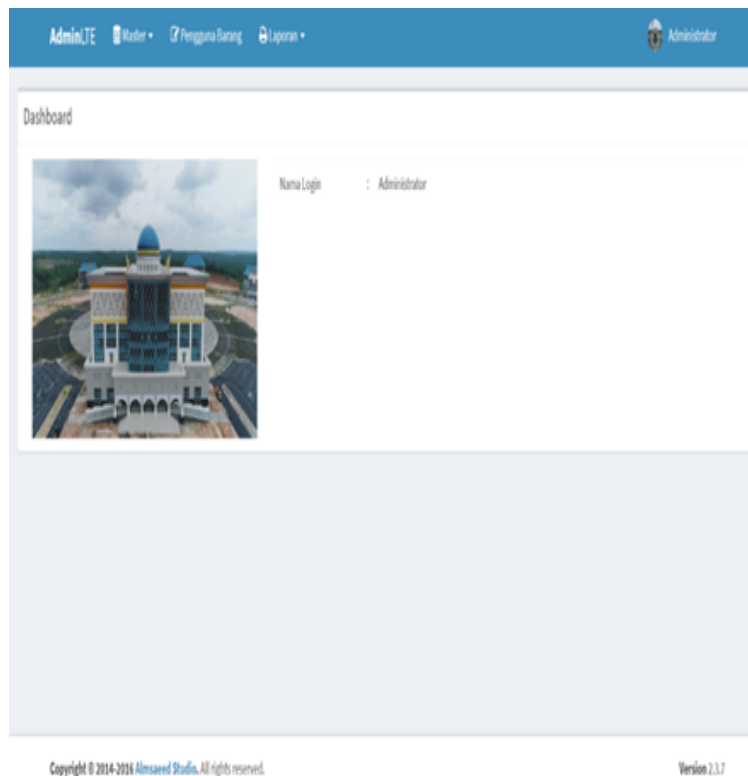 AdminLTE Master Pengguna Barang Laporan Administrator
Dashboard
Nama Login : Administrator
Copyright © 2014-2016 Almsaeed Studio. All rights reserved. Version 2.3.7